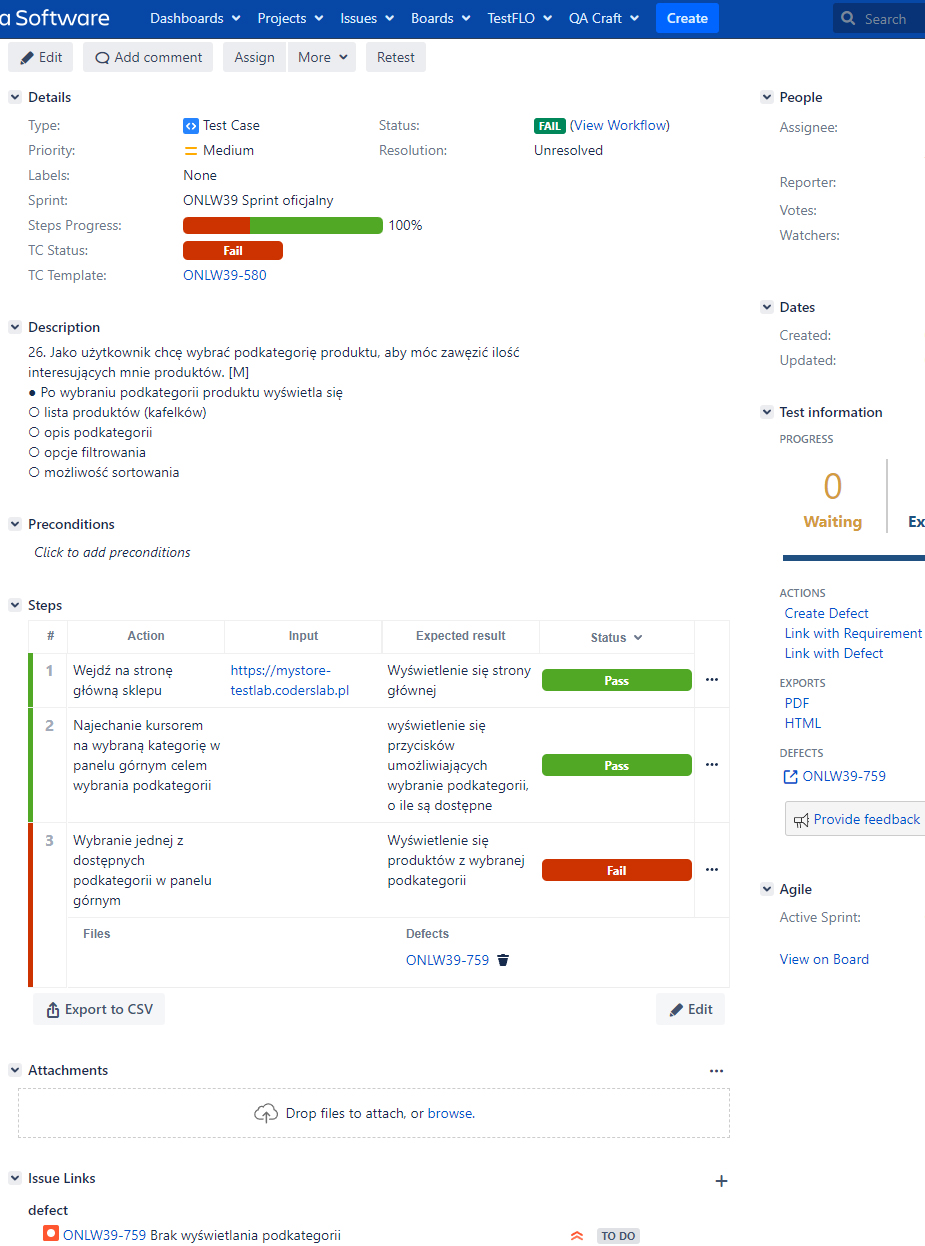 a Software Dashboards Projects Issues Boards TestFLO QA Craft Create Search
Edit Add comment Assign More Retest
Details
Type: Test Case Status: FAIL (View Workflow)
Priority: Medium Resolution: Unresolved
Labels: None
Sprint: ONLW39 Sprint oficjalny
Steps Progress: 100%
TC Status: Fail
TC Template: ONLW39-580
Description
26. Jako użytkownik chcę wybrać podkategorię produktu, aby móc zawęzić ilość
interesujących mnie produktów. [M]
● Po wybraniu podkategorii produktu wyświetla się
○ lista produktów (kafelków)
○ opis podkategorii
○ opcje filtrowania
○ możliwość sortowania
Preconditions
Click to add preconditions
Steps
# Action Input Expected result Status
1 Wejdź na stronę https://mystore- Wyświetlenie się strony
główną sklepu testlab.coderslab.pl głównej
Pass
2 Najechanie kursorem wyświetlenie się
na wybraną kategorię w przycisków
panelu górnym celem umożliwiających
wybrania podkategorii wybranie podkategorii,
o ile są dostępne
Pass
3 Wybranie jednej z Wyświetlenie się
dostępnych produktów z wybranej
podkategorii w panelu podkategorii
górnym
Fail
Files Defects
ONLW39-759
Export to CSV Edit
Attachments
Drop files to attach, or browse.
Issue Links
defect
ONLW39-759 Brak wyświetlania podkategorii TO DO
People
Assignee:
Reporter:
Votes:
Watchers:
Dates
Created:
Updated:
Test information
PROGRESS
0
Waiting Ex
ACTIONS
Create Defect
Link with Requirement
Link with Defect
EXPORTS
PDF
HTML
DEFECTS
ONLW39-759
Provide feedback
Agile
Active Sprint:
View on Board